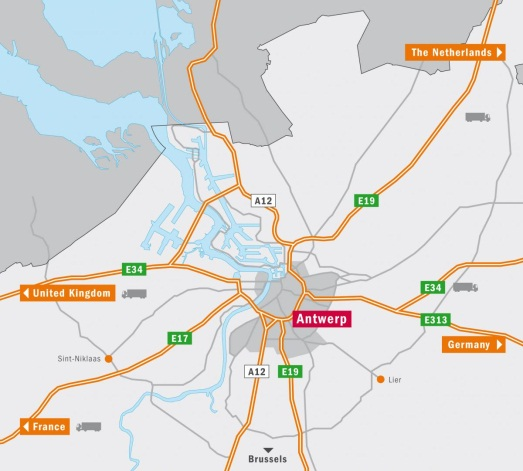 The Netherlands
A12
E19
E34
United Kingdom
E34
Antwerp
E313
E17
Germany
Sint-Niklaas
A12
E19
Lier
France
Brussels